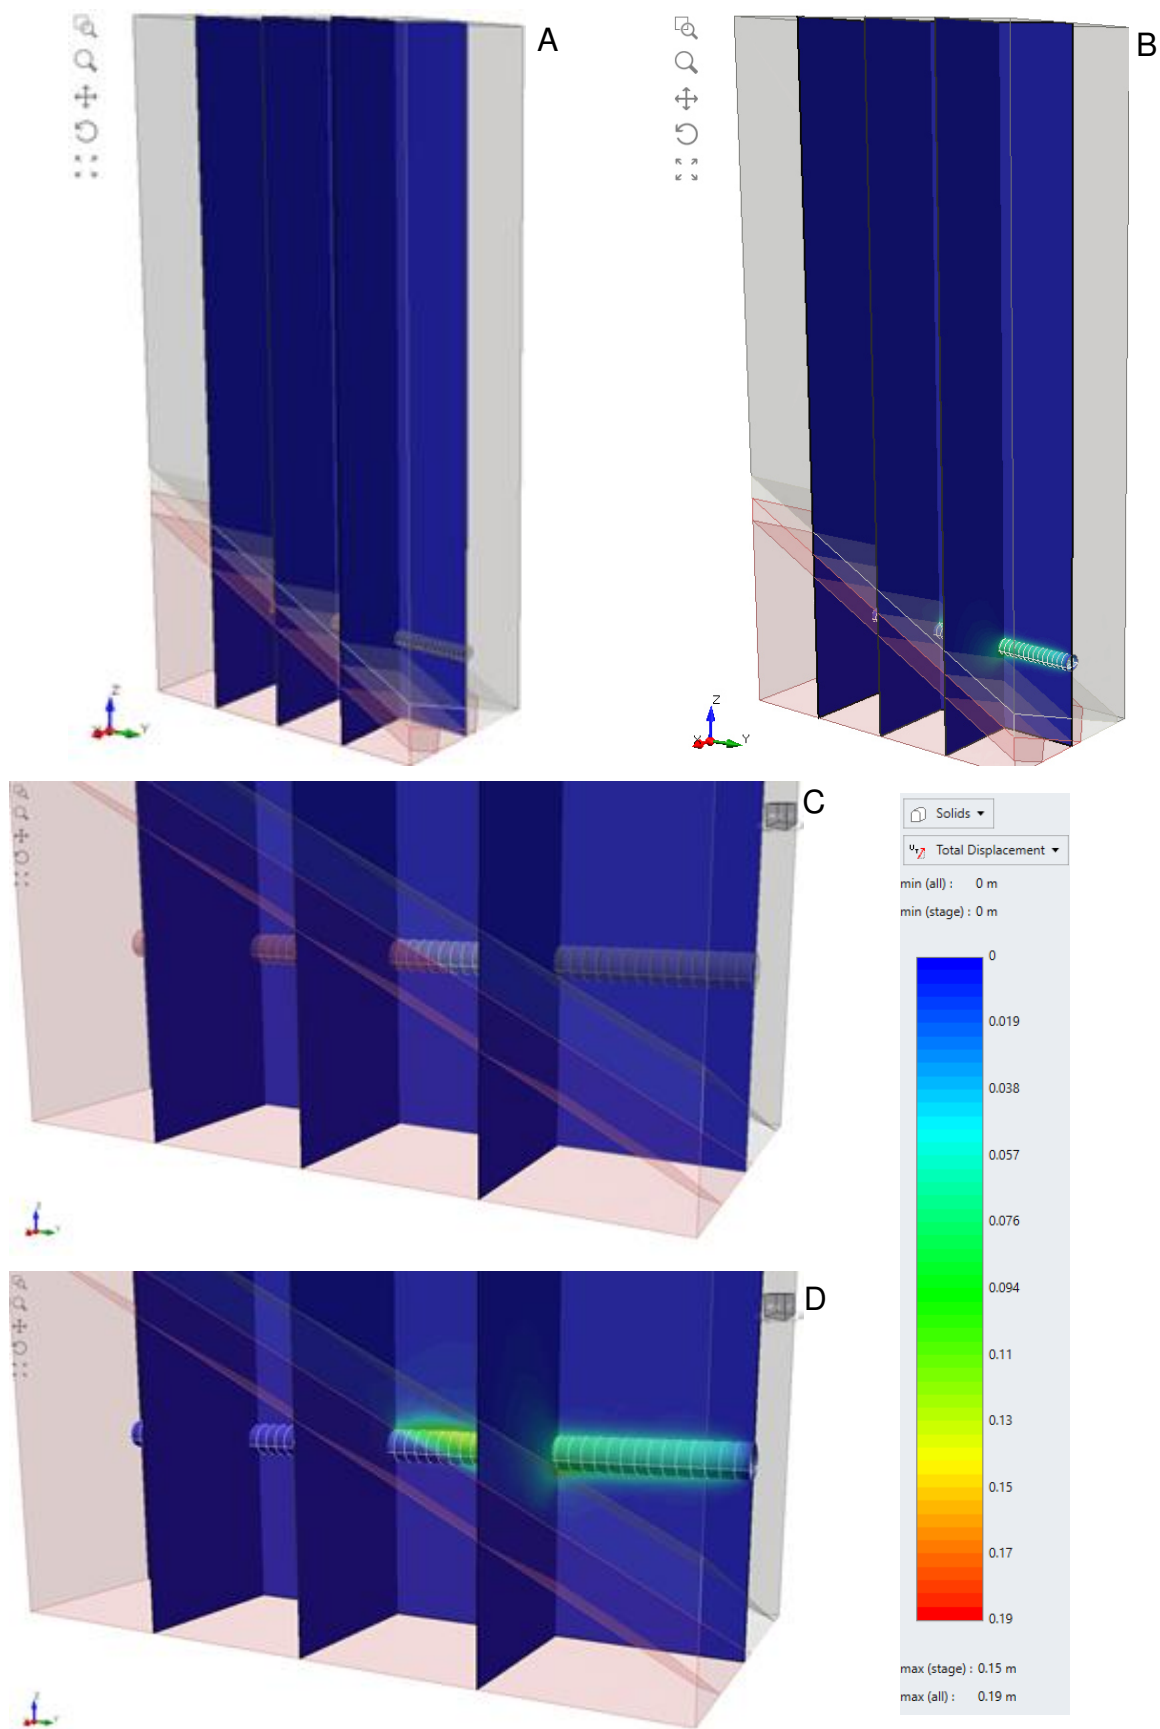 A
B
Z
X Y
Z
X Y
C
Solids
Total Displacement
min (all) : 0 m
min (stage) : 0 m
0
0.019
0.038
0.057
0.076
0.094
0.11
0.13
0.15
0.17
0.19
max (stage) : 0.15 m
max (all) : 0.19 m
D